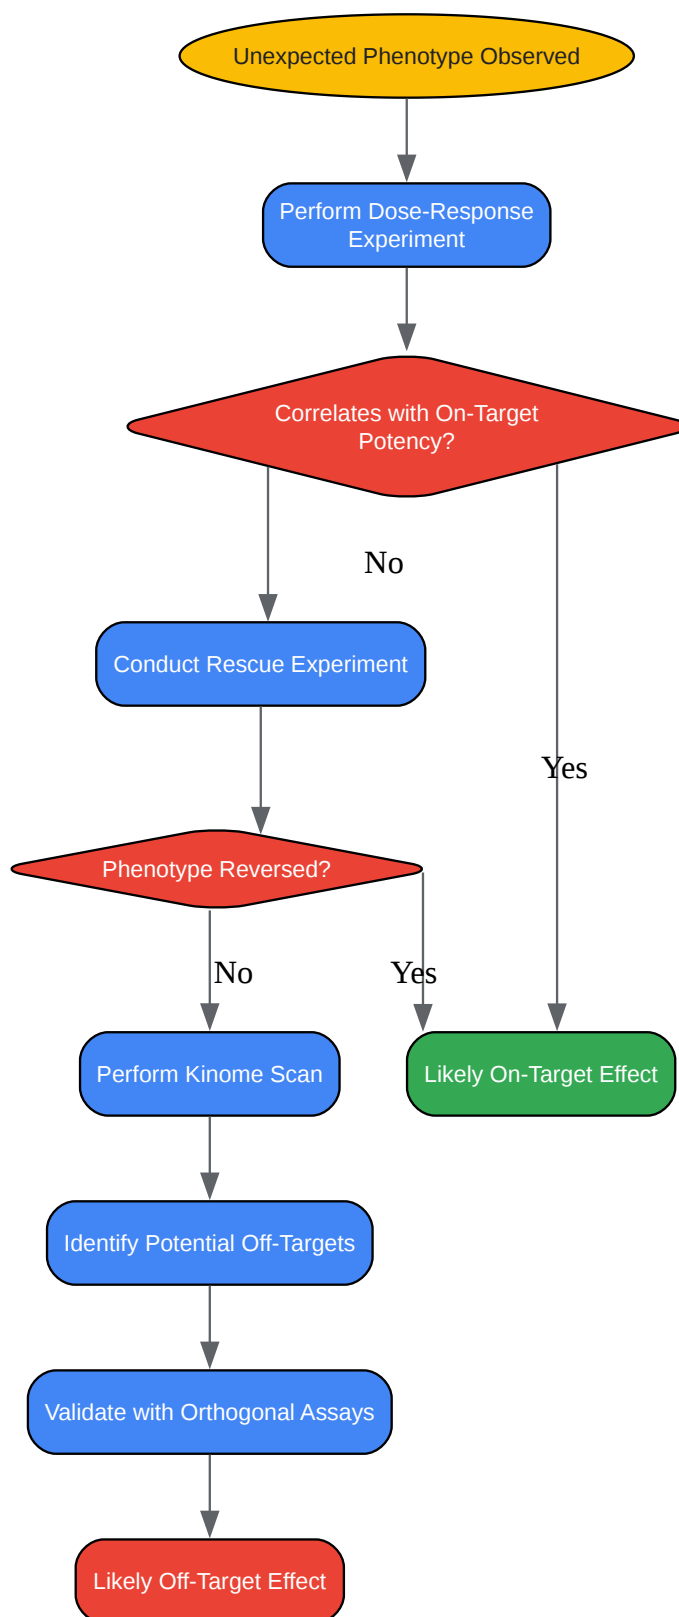 Unexpected Phenotype Observed
Perform Dose-Response
Experiment
Correlates with On-Target
Potency?
No
Conduct Rescue Experiment
Yes
Phenotype Reversed?
No
Yes
Perform Kinome Scan
Likely On-Target Effect
Identify Potential Off-Targets
Validate with Orthogonal Assays
Likely Off-Target Effect